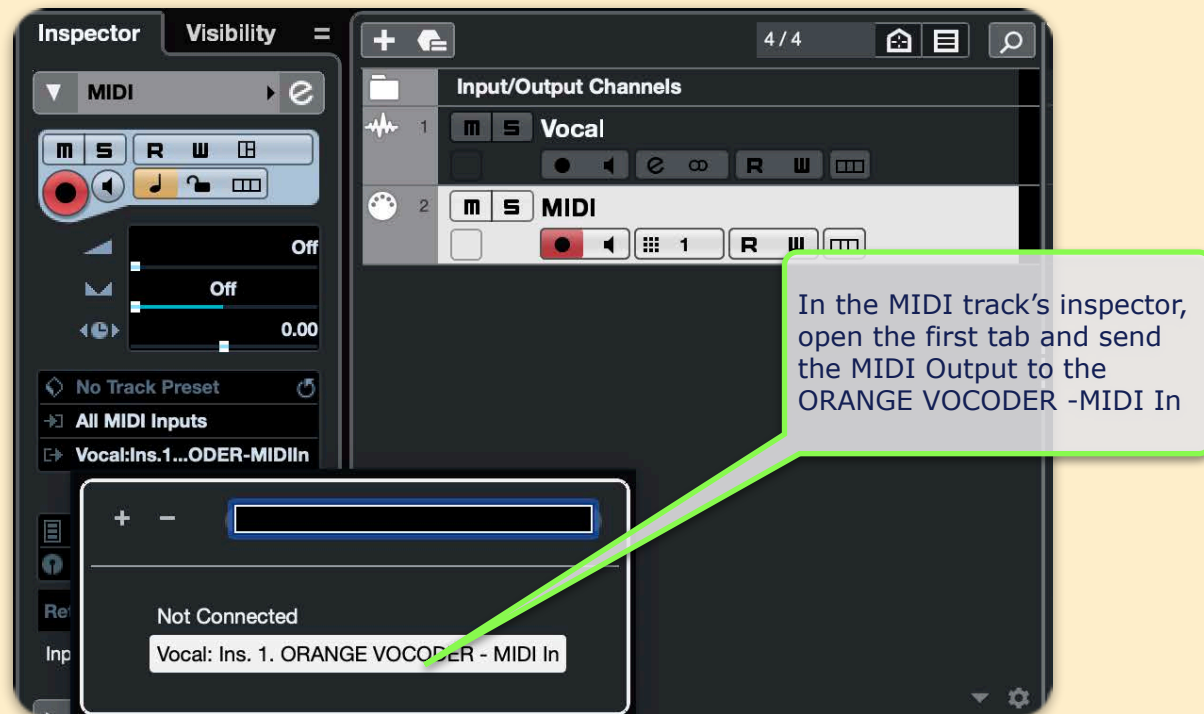 Inspector Visibility
4 / 4
MIDI
Input/Output Channels
m S R W
1 m S Vocal
R W
2 m S MIDI
1 R W
Off
Off
0.00
No Track Preset
All MIDI Inputs
Vocal:Ins.1...ODER-MIDIIn
In the MIDI track’s inspector,
open the first tab and send
the MIDI Output to the
ORANGE VOCODER -MIDI In
+ −
Not Connected
Vocal: Ins. 1. ORANGE VOCODER - MIDI In
Inp